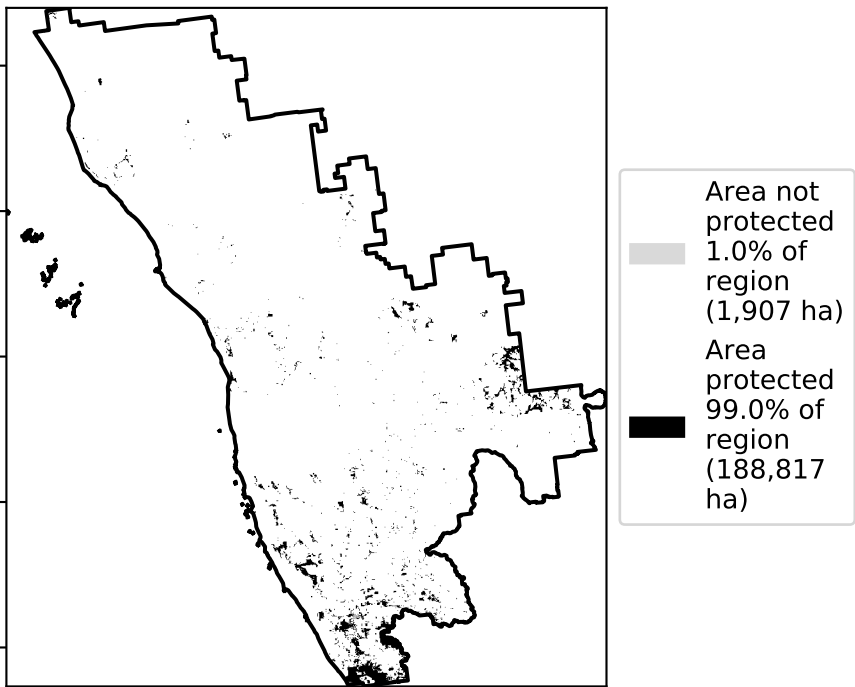 Area not
protected
1.0% of
region
(1,907 ha)
Area
protected
99.0% of
region
(188,817
ha)